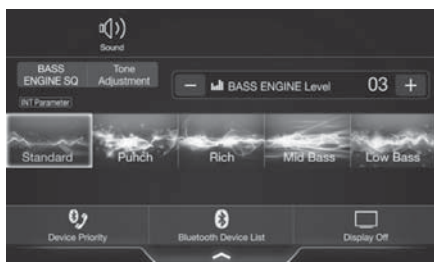 Sound
BASS ENGINE SQ
Tone Adjustment
BASS ENGINE Level 03
INT Parameter
Standard Punch Rich Mid Bass Low Bass
Device Priority Bluetooth Device List Display Off